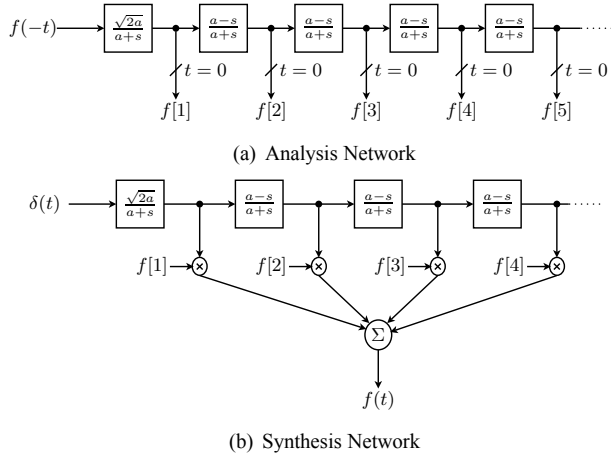 f(−t) √2a/a+s a−s/a+s a−s/a+s a−s/a+s a−s/a+s
t = 0 t = 0 t = 0 t = 0 t = 0
f[1] f[2] f[3] f[4] f[5]
(a) Analysis Network
δ(t) √2a/a+s a−s/a+s a−s/a+s a−s/a+s
f[1] × f[2] × f[3] × f[4] ×
Σ
f(t)
(b) Synthesis Network